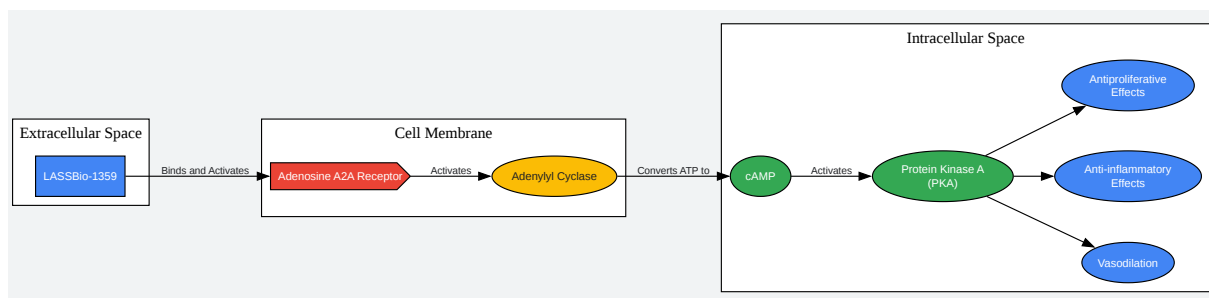 Extracellular Space
LASSBio-1359
Binds and Activates
Cell Membrane
Adenosine A2A Receptor
Activates
Adenylyl Cyclase
Converts ATP to
Intracellular Space
cAMP
Activates
Protein Kinase A
(PKA)
Antiproliferative
Effects
Anti-inflammatory
Effects
Vasodilation